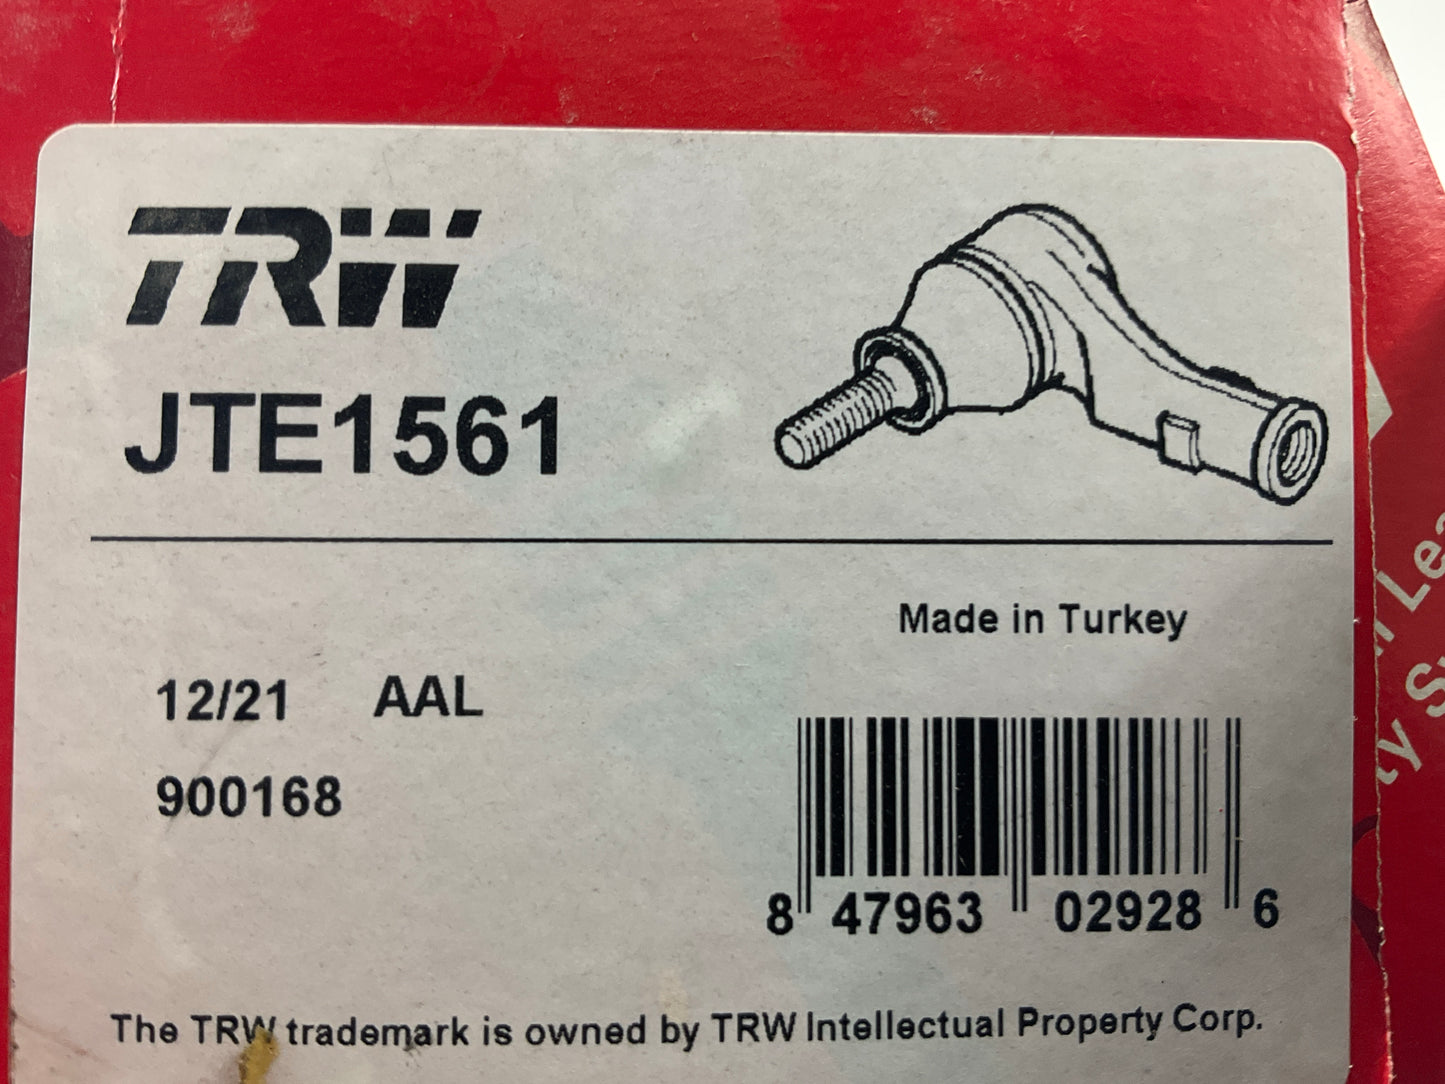 TRW
JTE1561
Made in Turkey
12/21 AAL
900168
8 47963 02928 6
The TRW trademark is owned by TRW Intellectual Property Corp.